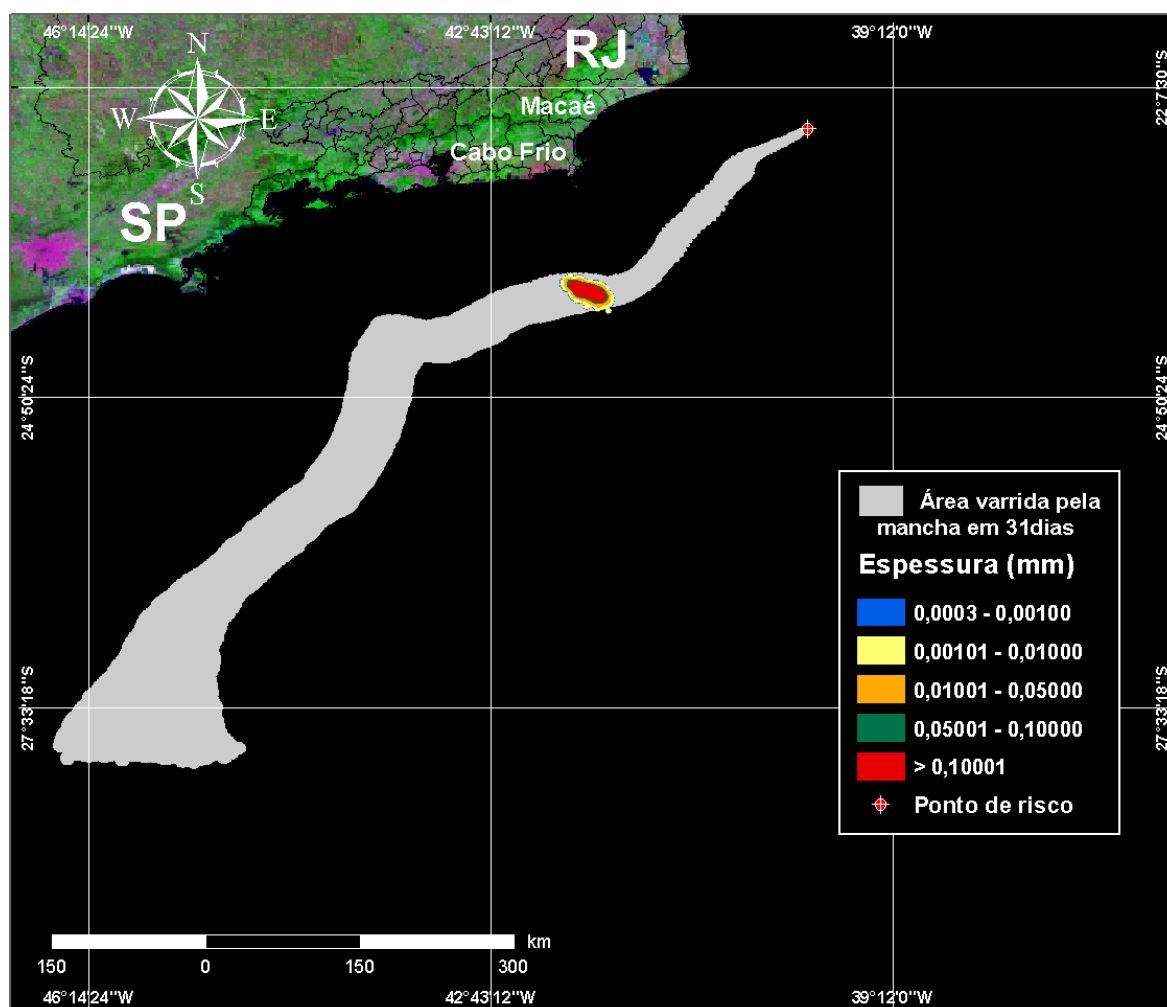 46°14'24"W
42°43'12"W
39°12'0"W
N
W
E
S
RJ
Macaé
Cabo Frio
SP
22°7'30"S
22°7'30"S
24°50'24"S
24°50'24"S
27°33'18"S
27°33'18"S
Área varrida pela
mancha em 31dias
Espessura (mm)
0,0003 - 0,00100
0,00101 - 0,01000
0,01001 - 0,05000
0,05001 - 0,10000
> 0,10001
Ponto de risco
km
150
0
150
300
46°14'24"W
42°43'12"W
39°12'0"W